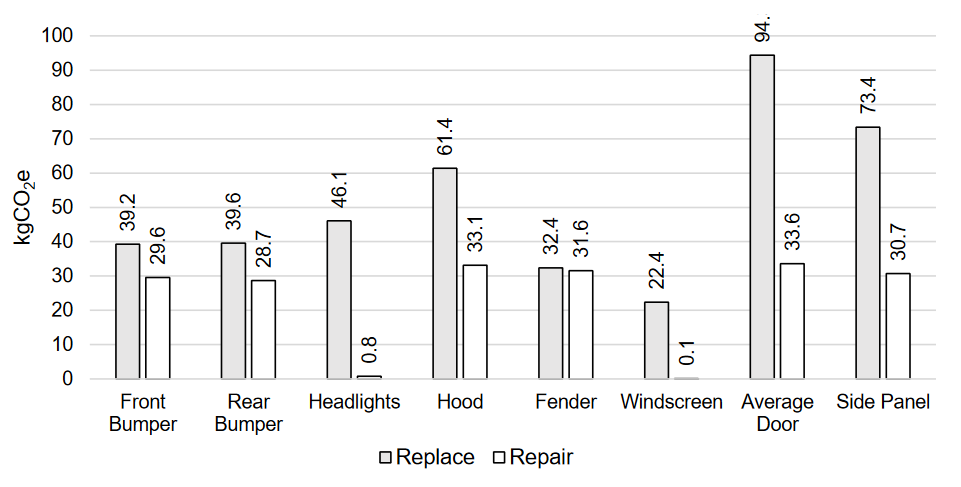 100
90
80
70
60
50
40
30
20
10
0
kgCO₂e
39.2
29.6
39.6
28.7
46.1
0.8
61.4
33.1
32.4
31.6
22.4
0.1
94.
33.6
73.4
30.7
Front
Bumper
Rear
Bumper
Headlights
Hood
Fender
Windscreen
Average
Door
Side Panel
Replace
Repair